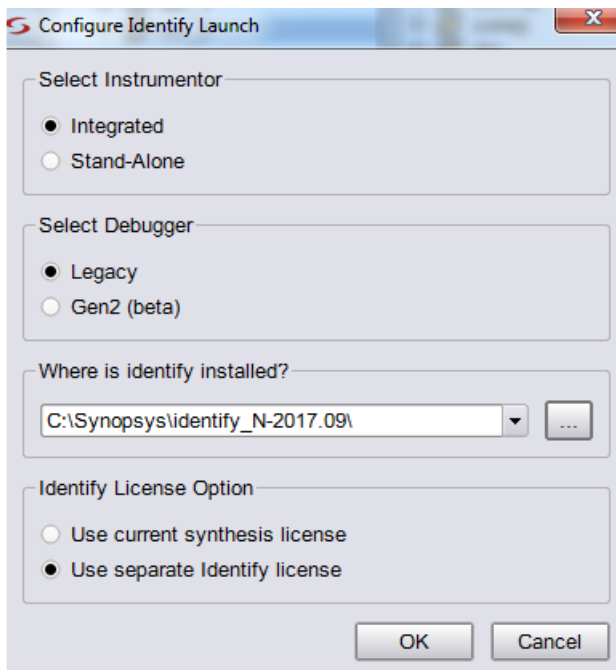 Configure Identify Launch
Select Instrumentor
Integrated
Stand-Alone
Select Debugger
Legacy
Gen2 (beta)
Where is identify installed?
C:\Synopsys\identify_N-2017.09\
...
Identify License Option
Use current synthesis license
Use separate Identify license
OK
Cancel